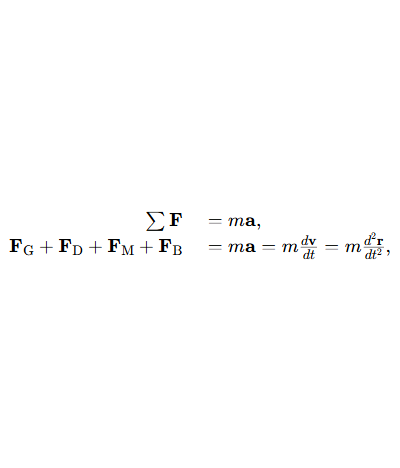 ∑ F = ma,
F_G + F_D + F_M + F_B = ma = m dv/dt = m d²r/dt²,